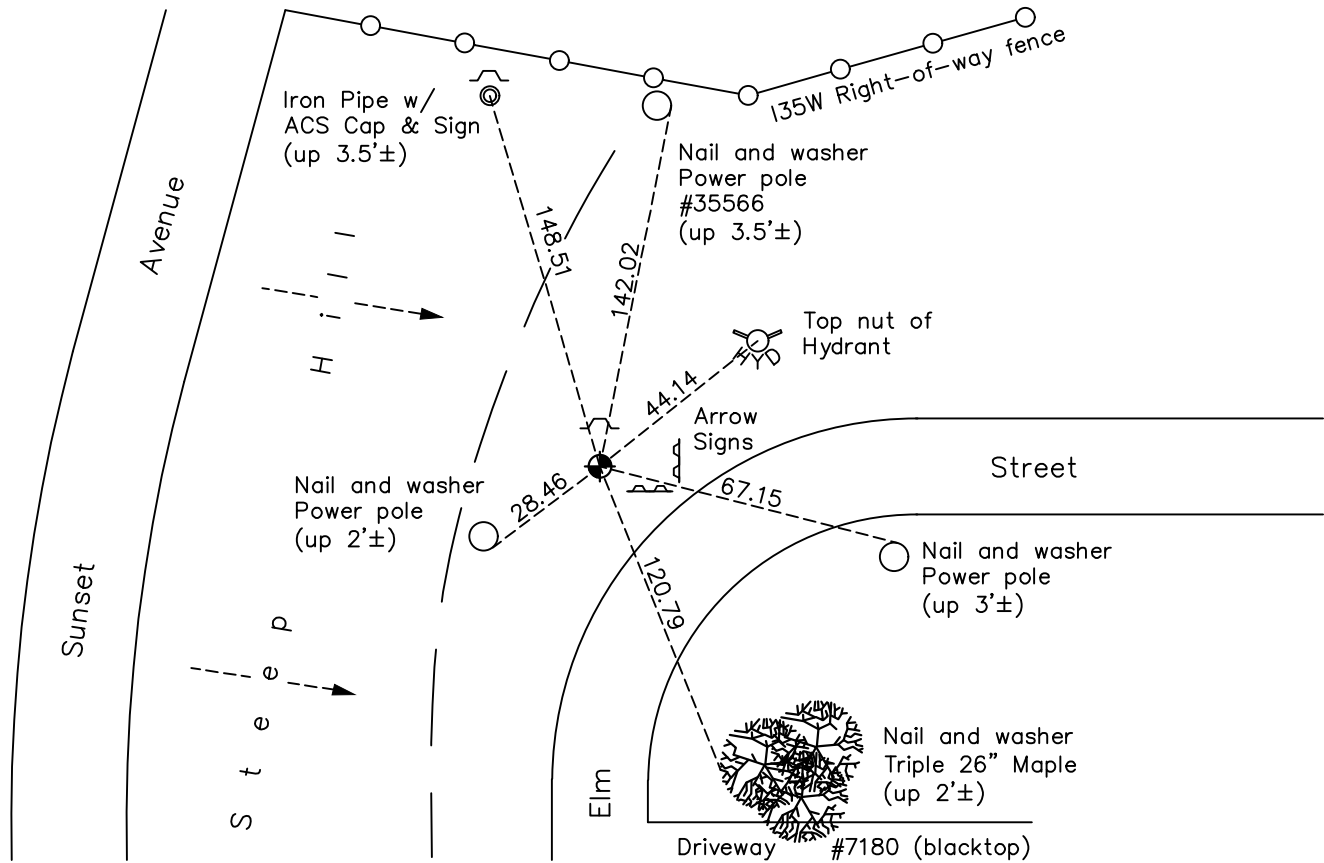 I35W Right-of-way fence
Iron Pipe w/
ACS Cap & Sign
(up 3.5'±)
Nail and washer
Power pole
#35566
(up 3.5'±)
Avenue
Hill
148.51
142.02
Top nut of
Hydrant
HYD
44.14
Arrow
Signs
Street
67.15
Nail and washer
Power pole
(up 2'±)
28.46
Nail and washer
Power pole
(up 3'±)
120.79
Sunset
Steep
Elm
Nail and washer
Triple 26" Maple
(up 2'±)
Driveway #7180 (blacktop)